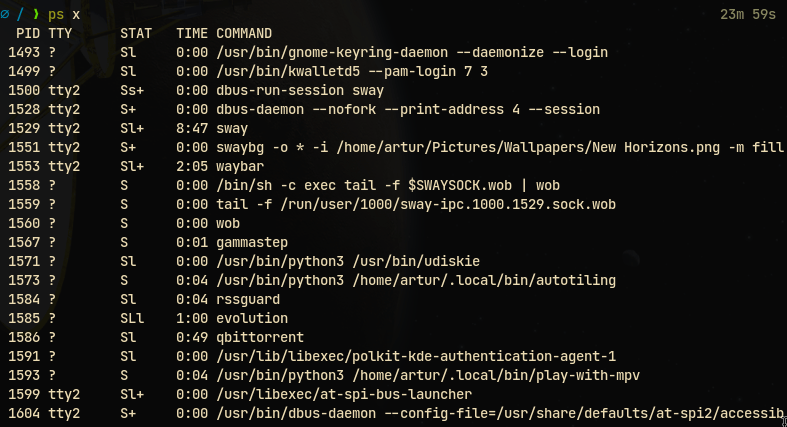 ∅ / ❯ ps x 23m 59s
PID TTY STAT TIME COMMAND
1493 ? Sl 0:00 /usr/bin/gnome-keyring-daemon --daemonize --login
1499 ? Sl 0:00 /usr/bin/kwalletd5 --pam-login 7 3
1500 tty2 Ss+ 0:00 dbus-run-session sway
1528 tty2 S+ 0:00 dbus-daemon --nofork --print-address 4 --session
1529 tty2 Sl+ 8:47 sway
1551 tty2 S+ 0:00 swaybg -o * -i /home/artur/Pictures/Wallpapers/New Horizons.png -m fill
1553 tty2 Sl+ 2:05 waybar
1558 ? S 0:00 /bin/sh -c exec tail -f $SWAYSOCK.wob | wob
1559 ? S 0:00 tail -f /run/user/1000/sway-ipc.1000.1529.sock.wob
1560 ? S 0:00 wob
1567 ? S 0:01 gammastep
1571 ? Sl 0:00 /usr/bin/python3 /usr/bin/udiskie
1573 ? S 0:04 /usr/bin/python3 /home/artur/.local/bin/autotiling
1584 ? Sl 0:04 rssguard
1585 ? SLl 1:00 evolution
1586 ? Sl 0:49 qbittorrent
1591 ? Sl 0:00 /usr/lib/libexec/polkit-kde-authentication-agent-1
1593 ? S 0:04 /usr/bin/python3 /home/artur/.local/bin/play-with-mpv
1599 tty2 Sl+ 0:00 /usr/libexec/at-spi-bus-launcher
1604 tty2 S+ 0:00 /usr/bin/dbus-daemon --config-file=/usr/share/defaults/at-spi2/accessib